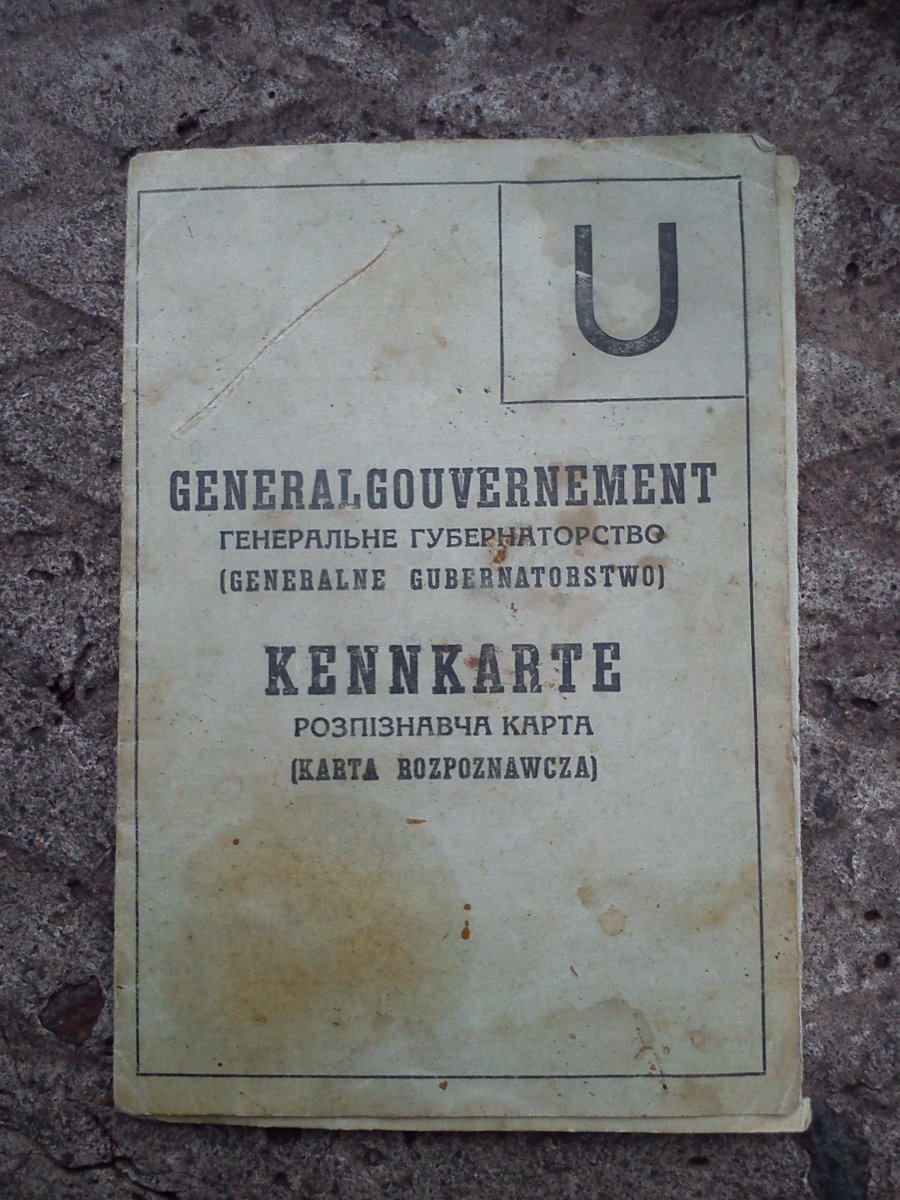 U
GENERALGOUVERNEMENT
ГЕНЕРАЛЬНЕ ГУБЕРНАТОРСТВО
(GENERALNE GUBERNATORSTWO)
KENNKARTE
РОЗПІЗНАВЧА КАРТА
(KARTA ROZPOZNAWCZA)